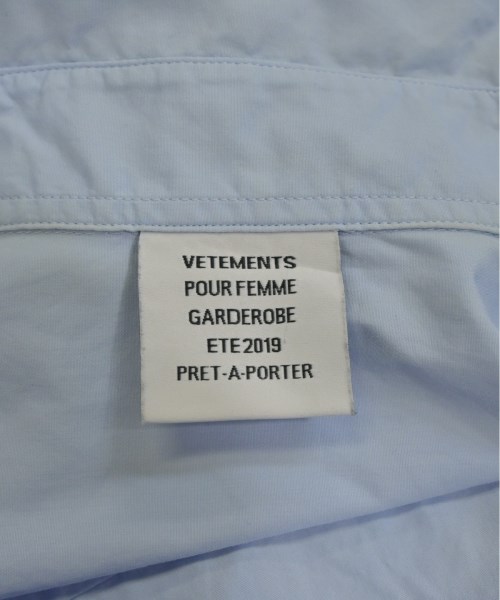 VETEMENTS
POUR FEMME
GARDEROBE
ETE 2019
PRET-A-PORTER